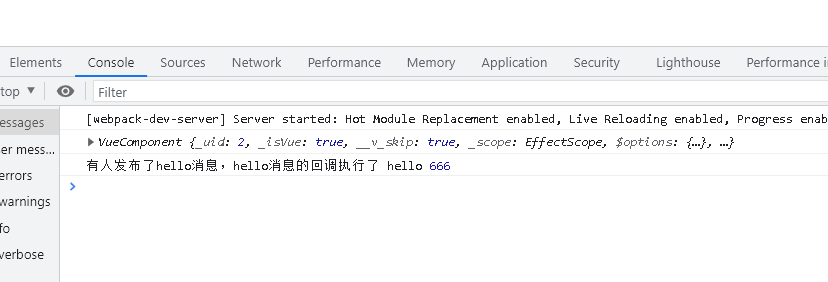 Elements Console Sources Network Performance Memory Application Security Lighthouse Performance in
top ▼ Filter
[webpack-dev-server] Server started: Hot Module Replacement enabled, Live Reloading enabled, Progress enab
essages
▶ VueComponent {_uid: 2, _isVue: true, __v_skip: true, _scope: EffectScope, $options: {…}, …}
er mess...
有人发布了hello消息，hello消息的回调执行了 hello 666
errors
>
warnings
fo
verbose